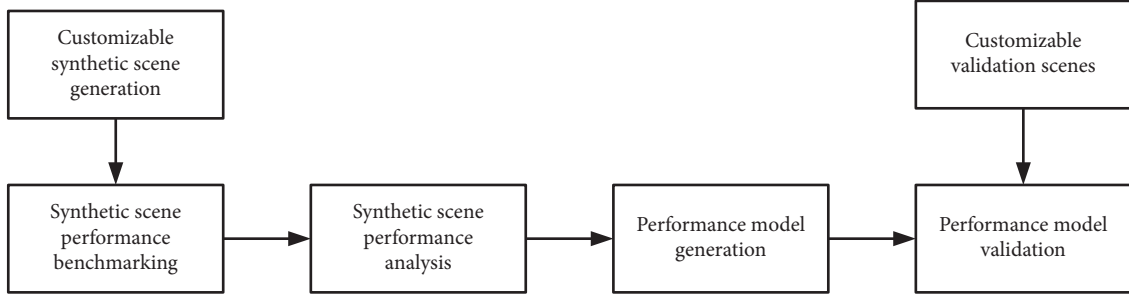 Customizable
synthetic scene
generation
Customizable
validation scenes
Synthetic scene
performance
benchmarking
Synthetic scene
performance
analysis
Performance model
generation
Performance model
validation